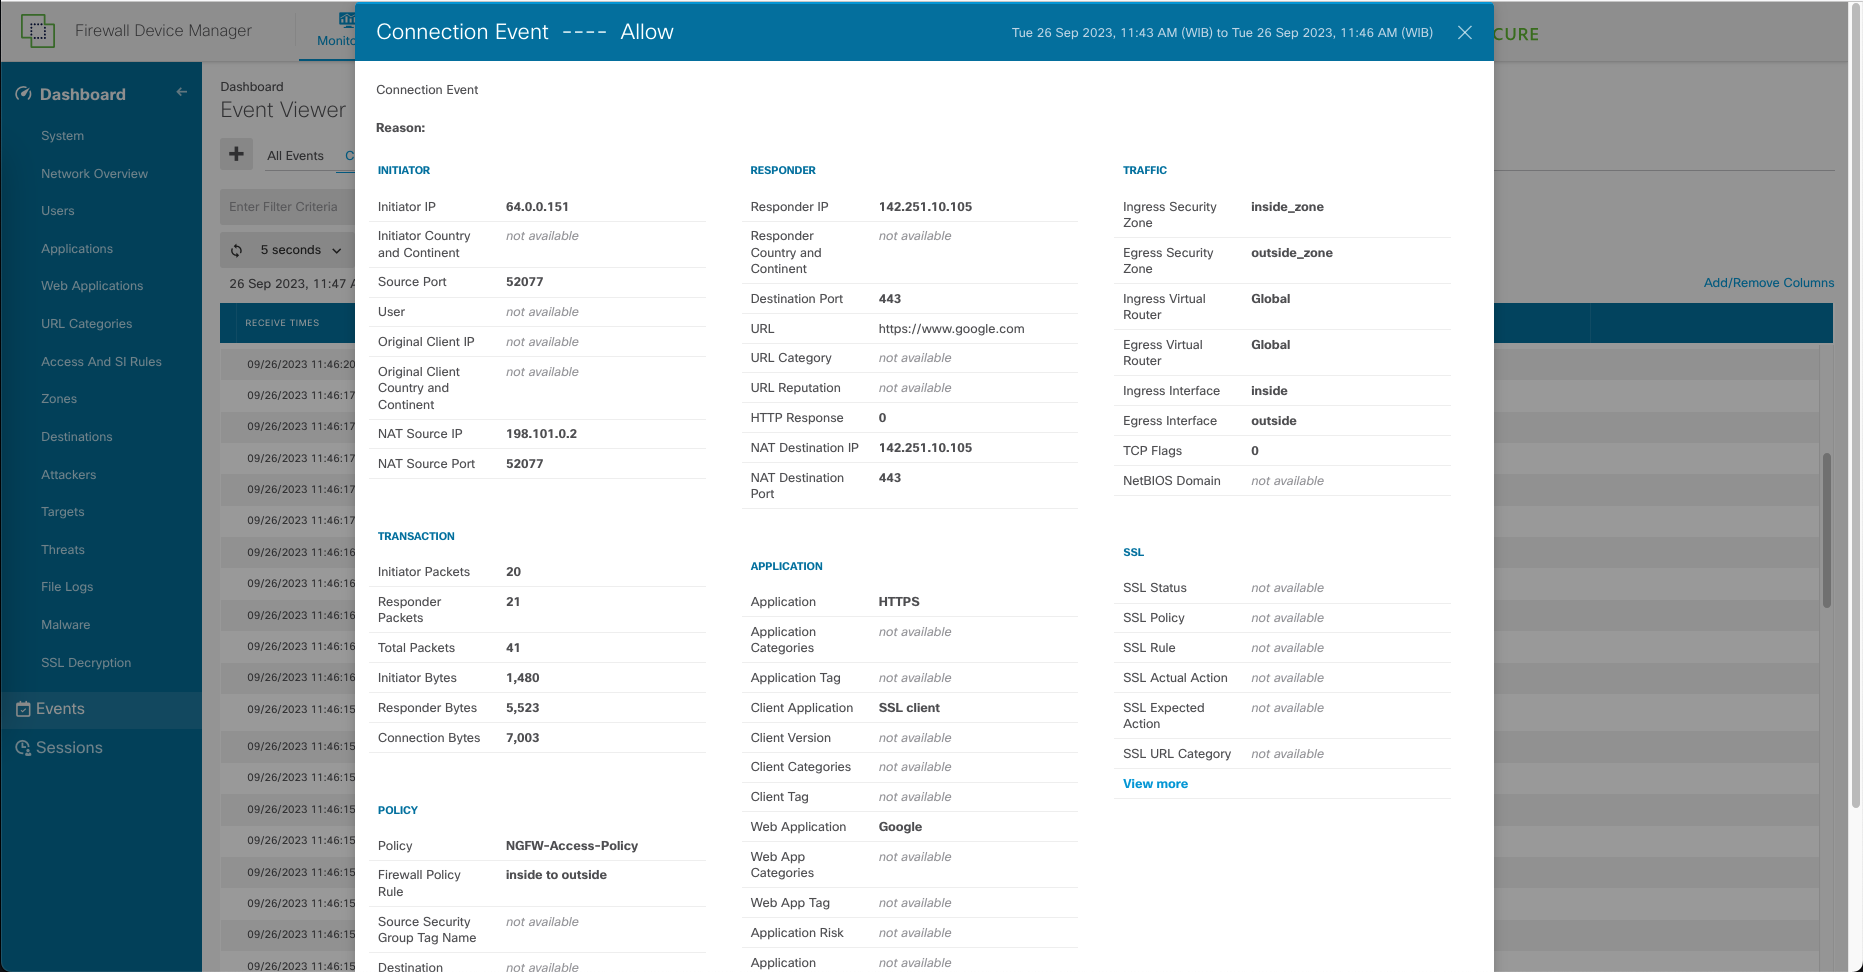 Firewall Device Manager
Monito
CURE
Connection Event ---- Allow
Tue 26 Sep 2023, 11:43 AM (WIB) to Tue 26 Sep 2023, 11:46 AM (WIB)
Dashboard
System
Network Overview
Users
Applications
Web Applications
URL Categories
Access And SI Rules
Zones
Destinations
Attackers
Targets
Threats
File Logs
Malware
SSL Decryption
Events
Sessions
Dashboard
Event Viewer
All Events
C
Enter Filter Criteria
5 seconds
26 Sep 2023, 11:47 A
Add/Remove Columns
RECEIVE TIMES
09/26/2023 11:46:20
09/26/2023 11:46:17
09/26/2023 11:46:17
09/26/2023 11:46:17
09/26/2023 11:46:17
09/26/2023 11:46:17
09/26/2023 11:46:16
09/26/2023 11:46:16
09/26/2023 11:46:16
09/26/2023 11:46:16
09/26/2023 11:46:16
09/26/2023 11:46:15
09/26/2023 11:46:15
09/26/2023 11:46:15
09/26/2023 11:46:15
09/26/2023 11:46:15
09/26/2023 11:46:15
09/26/2023 11:46:15
09/26/2023 11:46:15
09/26/2023 11:46:15
Connection Event
Reason:
INITIATOR
Initiator IP 64.0.0.151
Initiator Country not available
and Continent
Source Port 52077
User not available
Original Client IP not available
Original Client not available
Country and
Continent
NAT Source IP 198.101.0.2
NAT Source Port 52077
TRANSACTION
Initiator Packets 20
Responder 21
Packets
Total Packets 41
Initiator Bytes 1,480
Responder Bytes 5,523
Connection Bytes 7,003
POLICY
Policy NGFW-Access-Policy
Firewall Policy inside to outside
Rule
Source Security not available
Group Tag Name
Destination not available
RESPONDER
Responder IP 142.251.10.105
Responder not available
Country and
Continent
Destination Port 443
URL https://www.google.com
URL Category not available
URL Reputation not available
HTTP Response 0
NAT Destination IP 142.251.10.105
NAT Destination 443
Port
APPLICATION
Application HTTPS
Application not available
Categories
Application Tag not available
Client Application SSL client
Client Version not available
Client Categories not available
Client Tag not available
Web Application Google
Web App not available
Categories
Web App Tag not available
Application Risk not available
Application not available
TRAFFIC
Ingress Security inside_zone
Zone
Egress Security outside_zone
Zone
Ingress Virtual Global
Router
Egress Virtual Global
Router
Ingress Interface inside
Egress Interface outside
TCP Flags 0
NetBIOS Domain not available
SSL
SSL Status not available
SSL Policy not available
SSL Rule not available
SSL Actual Action not available
SSL Expected not available
Action
SSL URL Category not available
View more